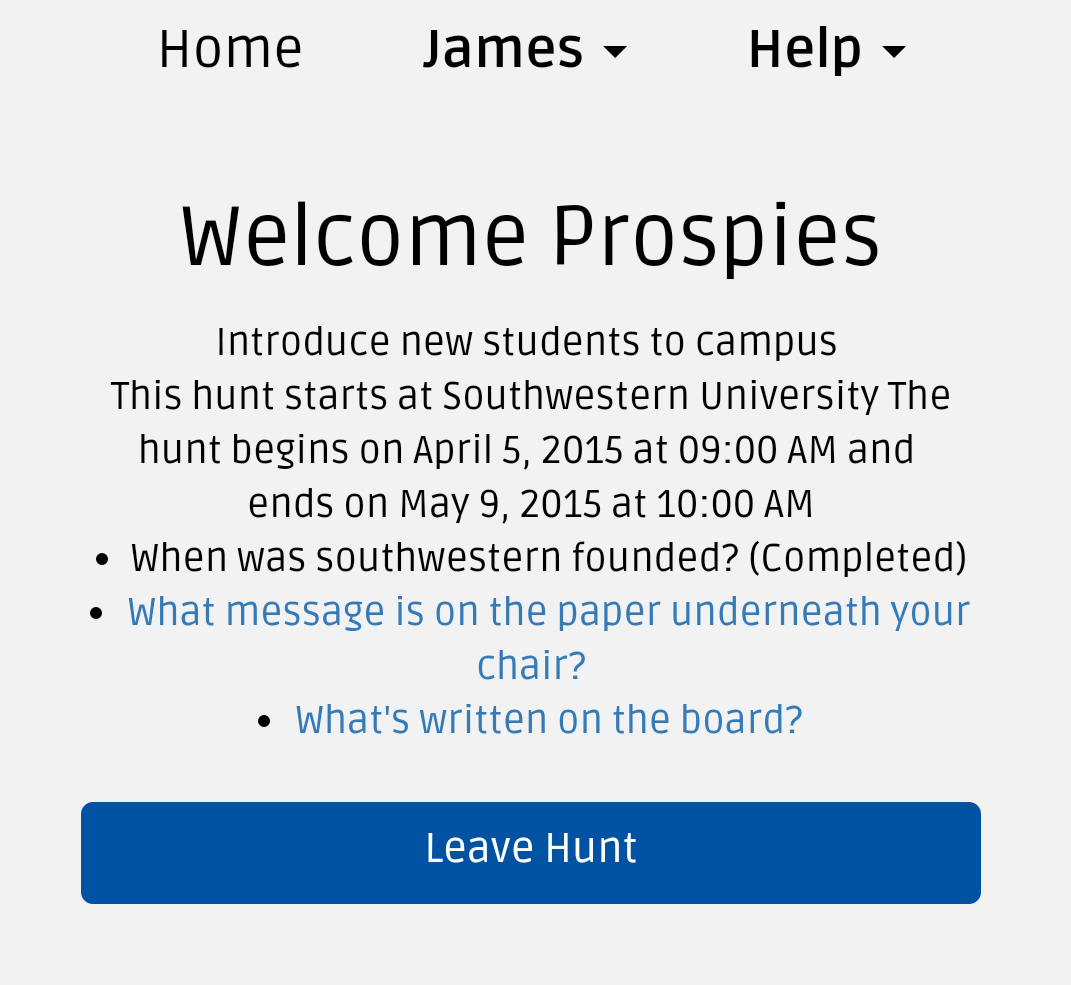 Home James Help
Welcome Prospies
Introduce new students to campus
This hunt starts at Southwestern University The
hunt begins on April 5, 2015 at 09:00 AM and
ends on May 9, 2015 at 10:00 AM
• When was southwestern founded? (Completed)
• What message is on the paper underneath your
chair?
• What's written on the board?
Leave Hunt